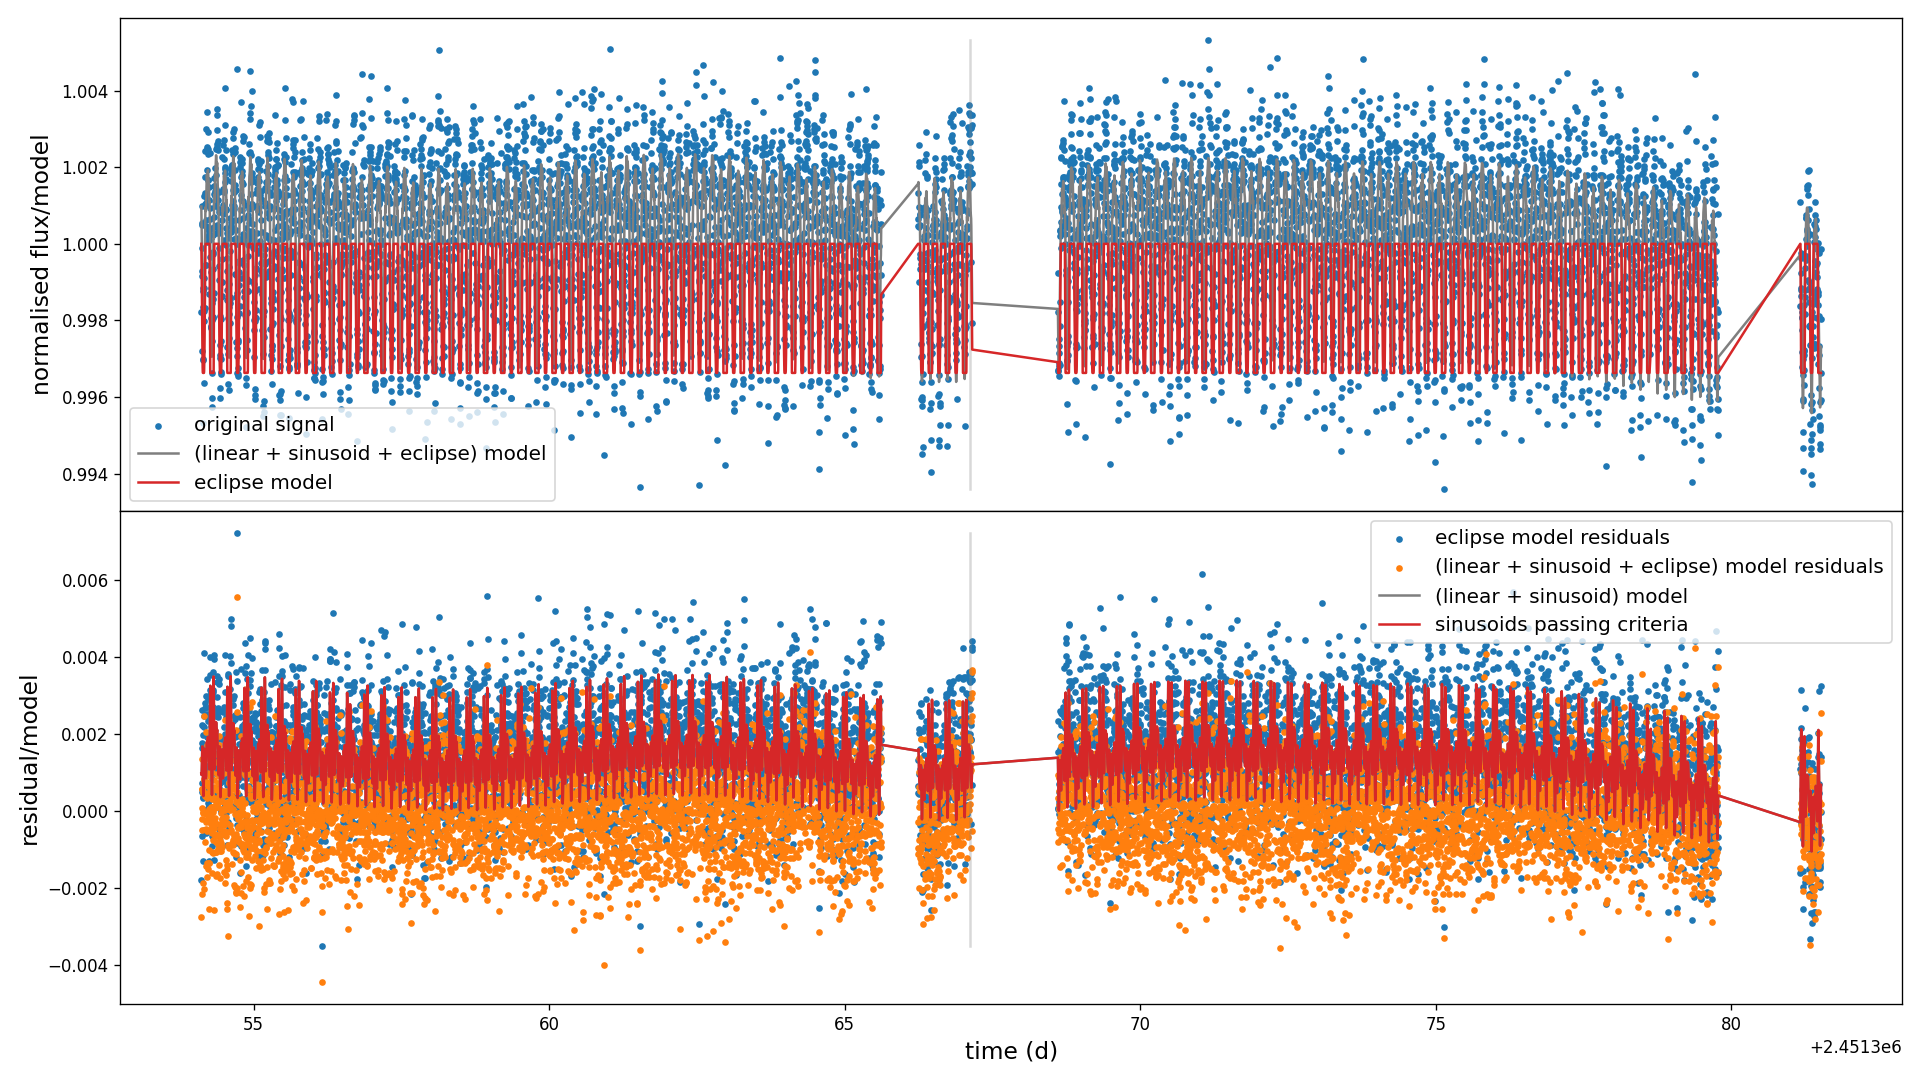 normalised flux/model
1.004
1.002
1.000
0.998
0.996
0.994
original signal
(linear + sinusoid + eclipse) model
eclipse model
residual/model
0.006
0.004
0.002
0.000
−0.002
−0.004
eclipse model residuals
(linear + sinusoid + eclipse) model residuals
(linear + sinusoid) model
sinusoids passing criteria
55
60
65
70
75
80
time (d)
+2.4513e6